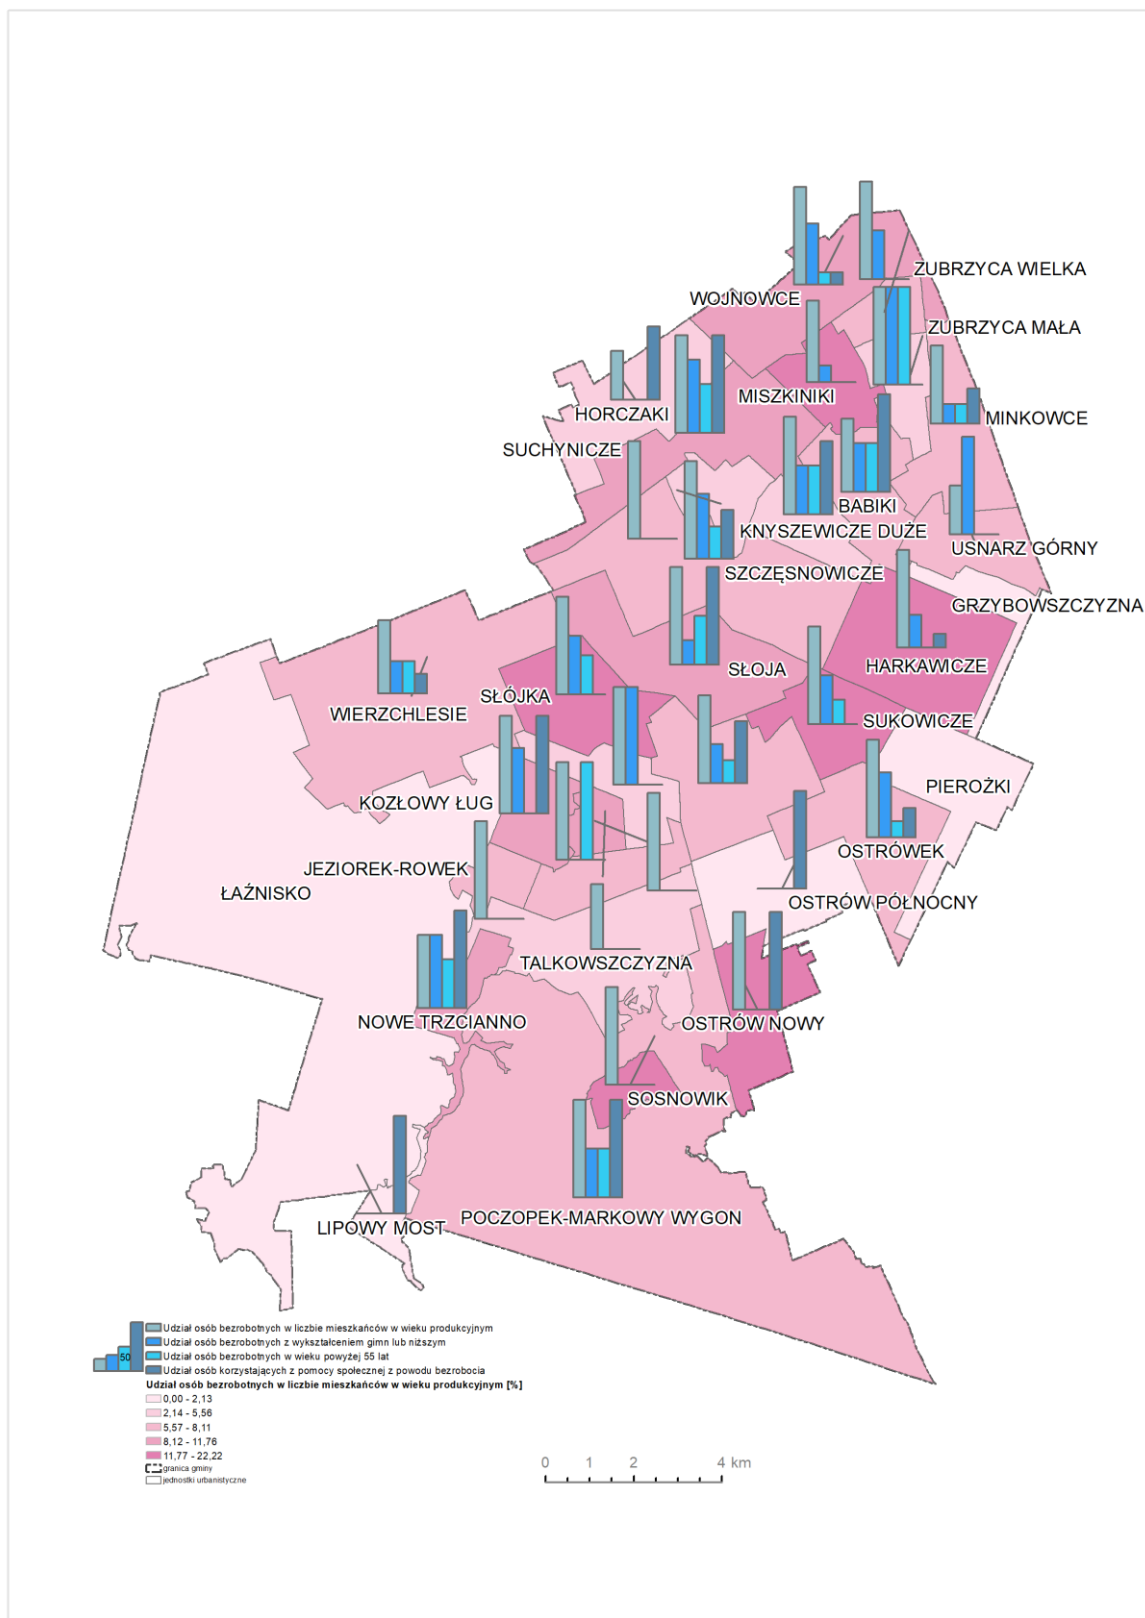 ZUBRZYCA WIELKA
WOJNOWCE
ZUBRZYCA MAŁA
MISZKINIKI
HORCZAKI
MINKOWCE
SUCHYNICZE
BABIKI
KNYSZEWICZE DUŻE
USNARZ GÓRNY
SZCZĘSNOWICZE
GRZYBOWSZCZYZNA
HARKAWICZE
SŁOJA
SŁÓJKA
WIERZCHLESIE
SUKOWICZE
PIEROŻKI
KOZŁOWY ŁUG
OSTRÓWEK
JEZIOREK-ROWEK
ŁAŹNISKO
OSTRÓW PÓŁNOCNY
TALKOWSZCZYZNA
NOWE TRZCIANNO
OSTRÓW NOWY
SOSNOWIK
POCZOPEK-MARKOWY WYGON
LIPOWY MOST
50
Udział osób bezrobotnych w liczbie mieszkańców w wieku produkcyjnym
Udział osób bezrobotnych z wykształceniem gimn lub niższym
Udział osób bezrobotnych w wieku powyżej 55 lat
Udział osób korzystających z pomocy społecznej z powodu bezrobocia
Udział osób bezrobotnych w liczbie mieszkańców w wieku produkcyjnym [%]
0,00 - 2,13
2,14 - 5,56
5,57 - 8,11
8,12 - 11,76
11,77 - 22,22
granica gminy
jednostki urbanistyczne
0 2 4 km